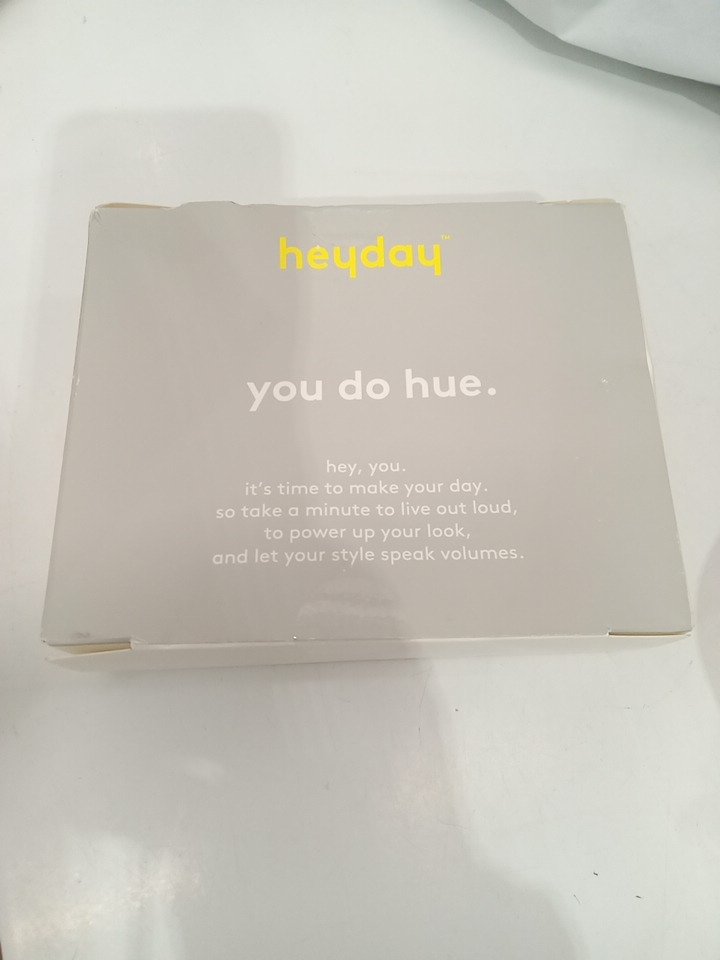 heyday™
you do hue.
hey, you.
it's time to make your day.
so take a minute to live out loud,
to power up your look,
and let your style speak volumes.